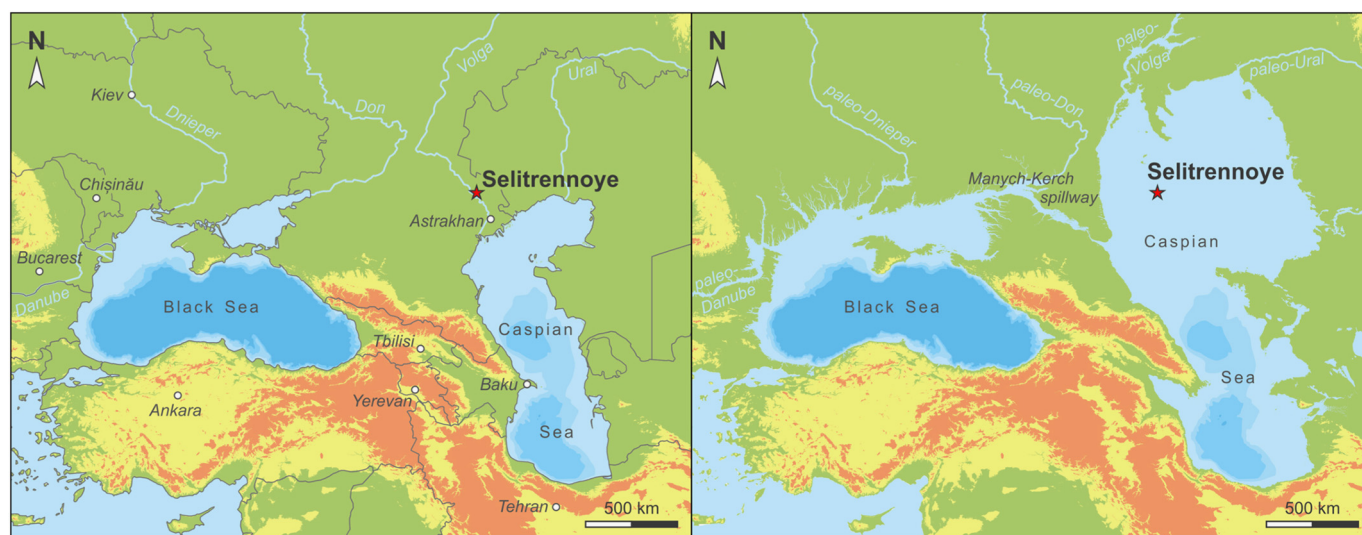 N
Volga
Ural
Kiev
Dnieper
Don
Selitrennoye
Chișinău
Astrakhan
Bucarest
Danube
Black Sea
Caspian
Tbilisi
Baku
Yerevan
Ankara
Sea
Tehran
500 km
N
paleo-
Volga
paleo-Ural
paleo-Dnieper
paleo-Don
Selitrennoye
Manych-Kerch
spillway
Caspian
paleo-
Danube
Black Sea
Sea
500 km